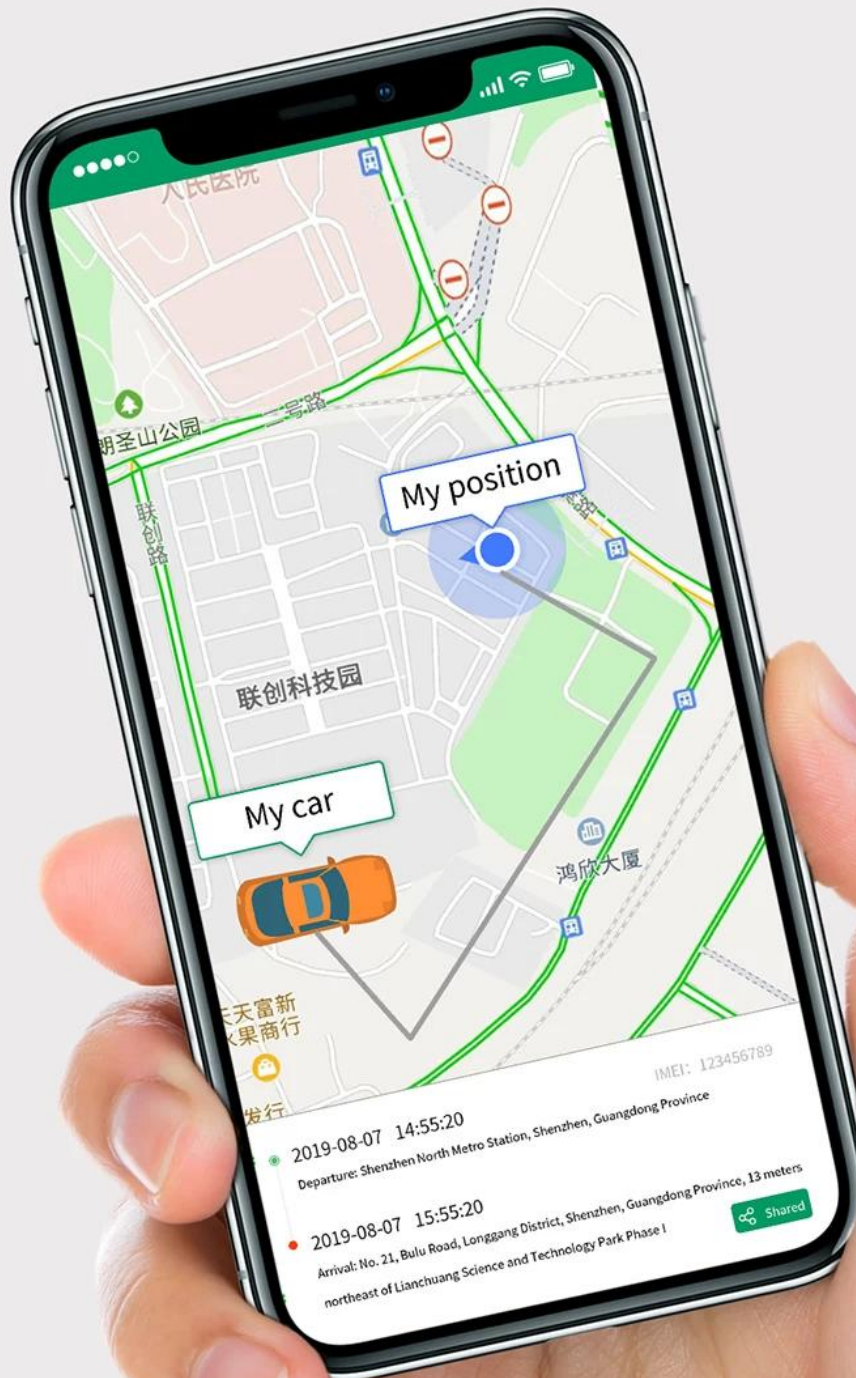 人民医院
朗圣山公园
二号路
联创路
My position
路
联创科技园
My car
鸿欣大厦
天天富新
水果商行
发行
IMEI: 123456789
2019-08-07 14:55:20
Departure: Shenzhen North Metro Station, Shenzhen, Guangdong Province
2019-08-07 15:55:20
Arrival: No. 21, Bulu Road, Longgang District, Shenzhen, Guangdong Province, 13 meters
northeast of Lianchuang Science and Technology Park Phase I
Shared